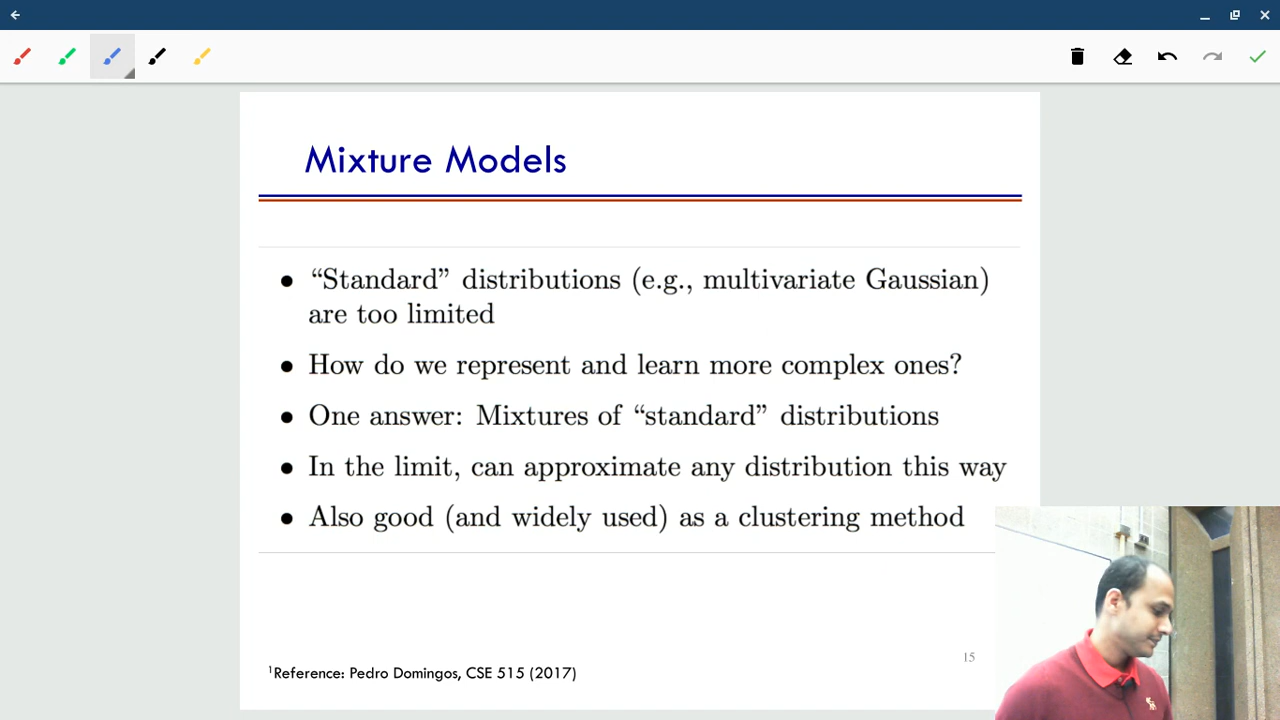 Mixture Models
• “Standard” distributions (e.g., multivariate Gaussian)
are too limited
• How do we represent and learn more complex ones?
• One answer: Mixtures of “standard” distributions
• In the limit, can approximate any distribution this way
• Also good (and widely used) as a clustering method
15
¹Reference: Pedro Domingos, CSE 515 (2017)